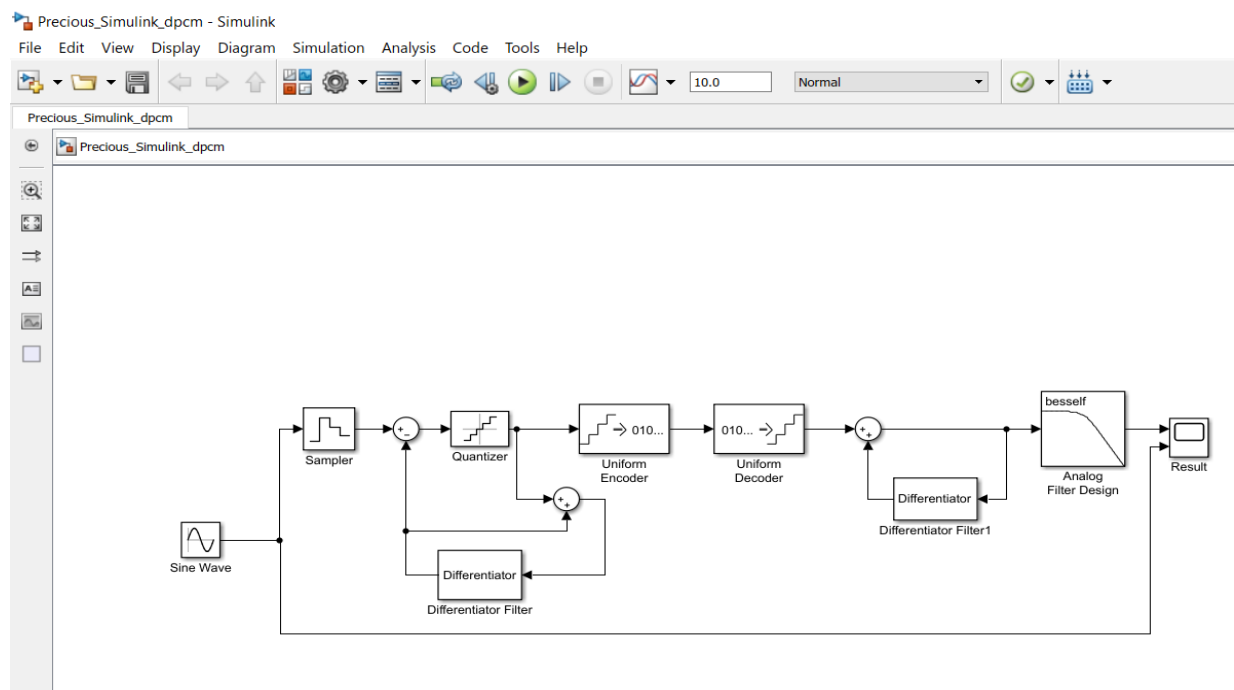 Precious_Simulink_dpcm - Simulink
File Edit View Display Diagram Simulation Analysis Code Tools Help
10.0 Normal
Precious_Simulink_dpcm
Precious_Simulink_dpcm
besself
010...
010...
Sampler
Quantizer
Uniform
Encoder
Uniform
Decoder
Analog
Filter Design
Result
Differentiator
Differentiator Filter1
Sine Wave
Differentiator
Differentiator Filter